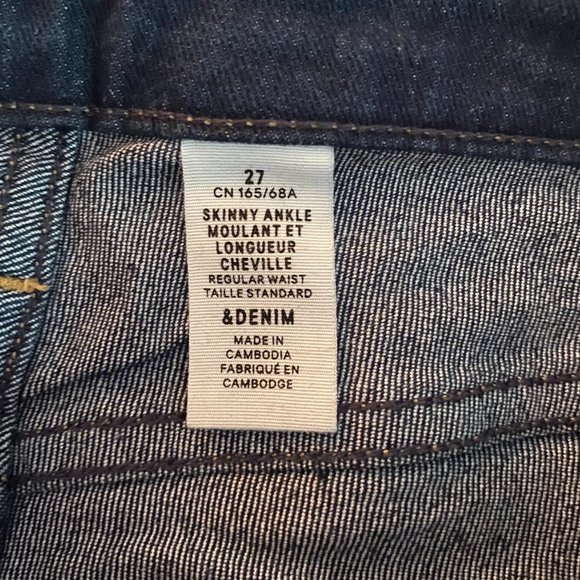 27
CN 165/68A
SKINNY ANKLE
MOULANT ET
LONGUEUR
CHEVILLE
REGULAR WAIST
TAILLE STANDARD
&DENIM
MADE IN
CAMBODIA
FABRIQUÉ EN
CAMBODGE